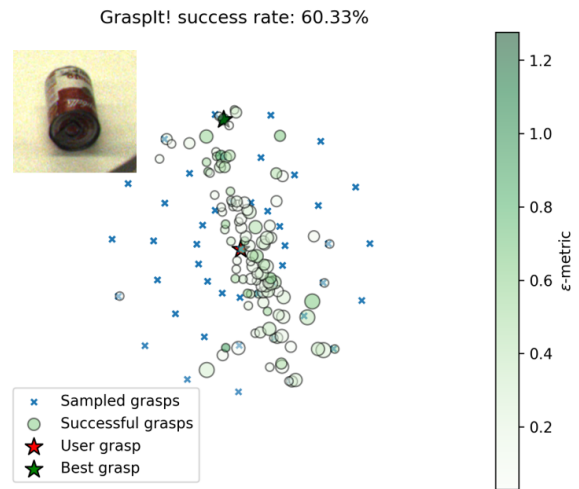 GraspIt! success rate: 60.33%
1.2
1.0
0.8
0.6
0.4
0.2
ε-metric
Sampled grasps
Successful grasps
User grasp
Best grasp